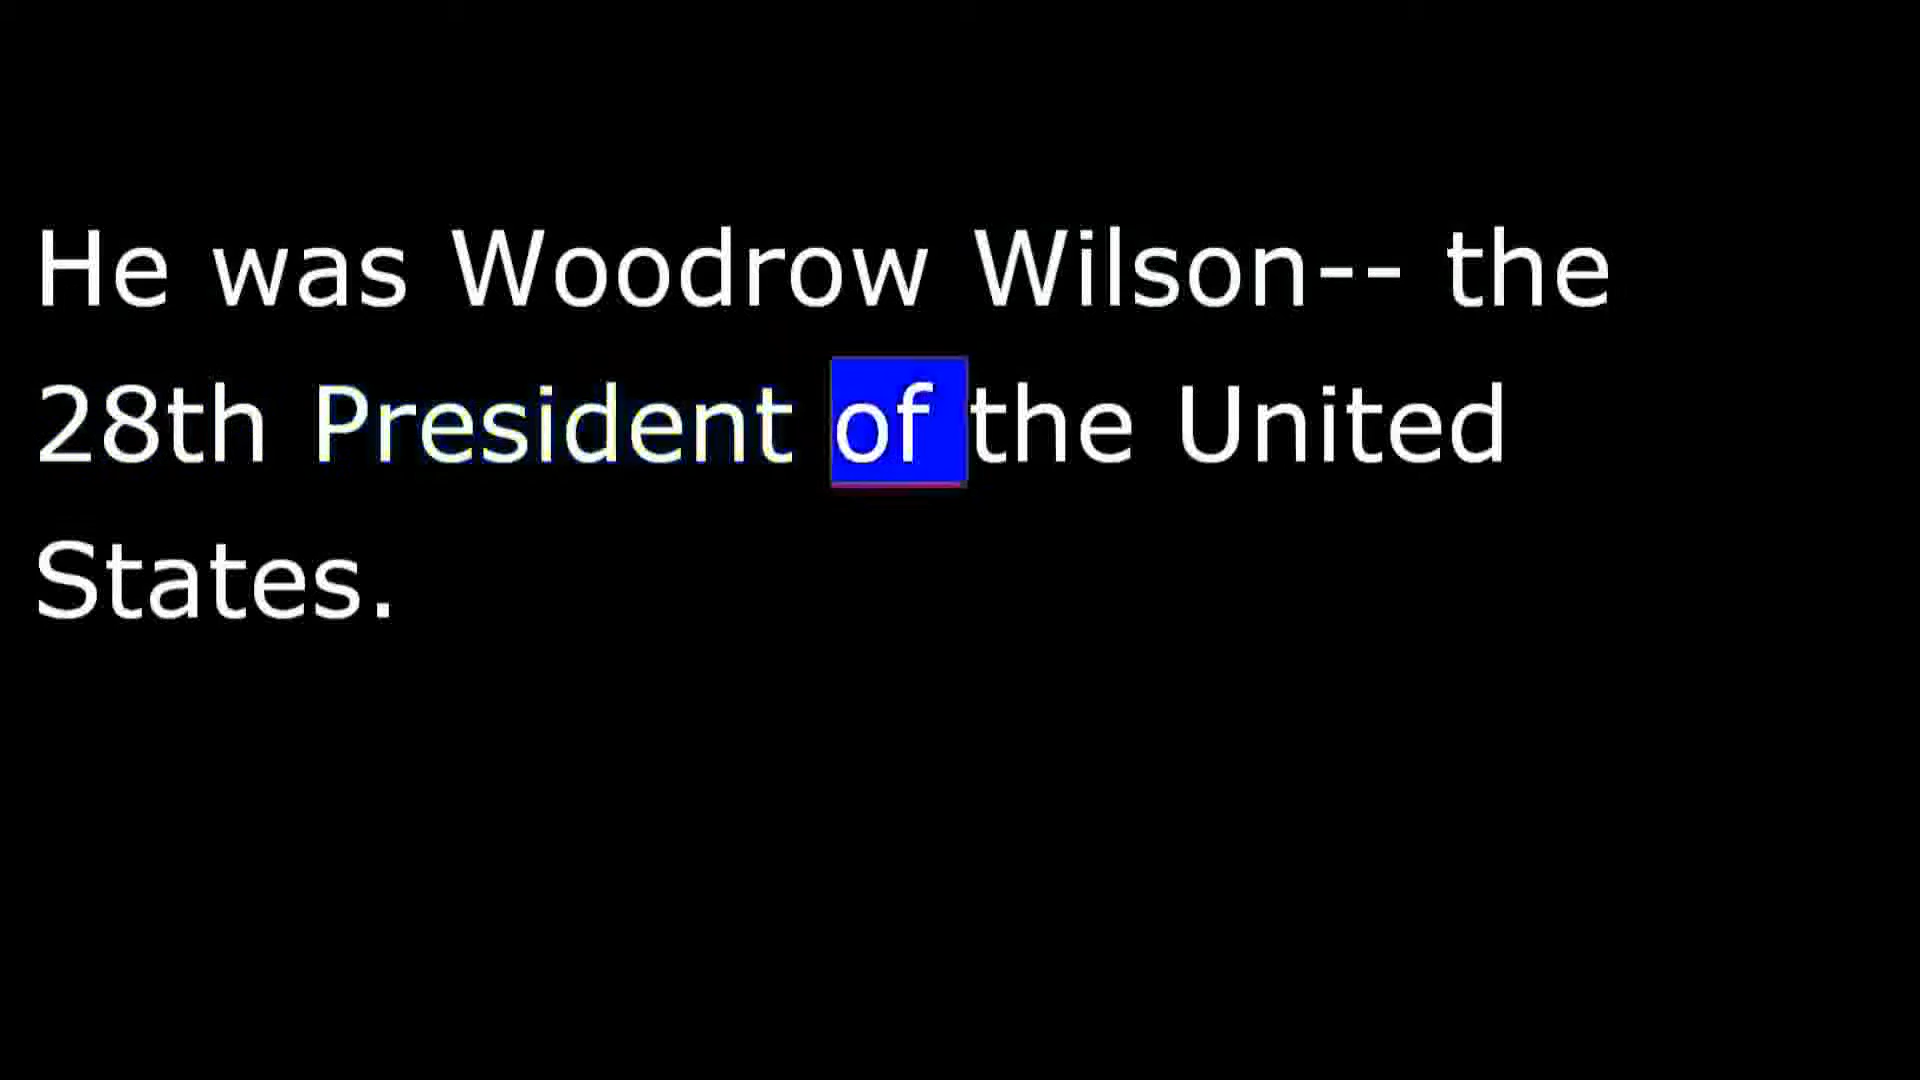 He was Woodrow Wilson-- the
28th President of the United
States.